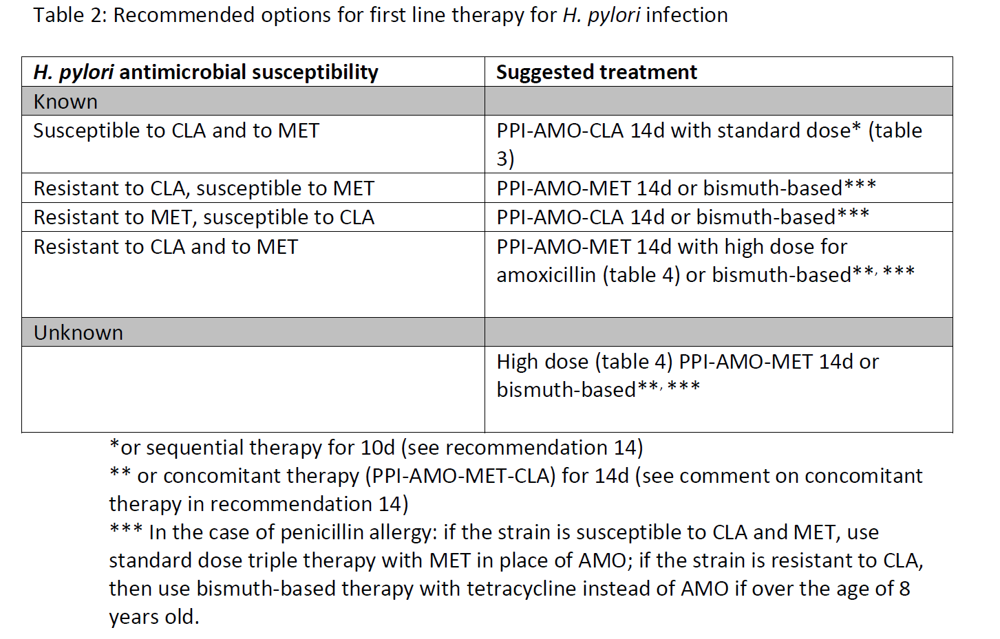 Table 2: Recommended options for first line therapy for H. pylori infection
H. pylori antimicrobial susceptibility
Suggested treatment
Known
Susceptible to CLA and to MET
PPI-AMO-CLA 14d with standard dose* (table
3)
Resistant to CLA, susceptible to MET
PPI-AMO-MET 14d or bismuth-based***
Resistant to MET, susceptible to CLA
PPI-AMO-CLA 14d or bismuth-based***
Resistant to CLA and to MET
PPI-AMO-MET 14d with high dose for
amoxicillin (table 4) or bismuth-based**, ***
Unknown
High dose (table 4) PPI-AMO-MET 14d or
bismuth-based**, ***
*or sequential therapy for 10d (see recommendation 14)
** or concomitant therapy (PPI-AMO-MET-CLA) for 14d (see comment on concomitant
therapy in recommendation 14)
*** In the case of penicillin allergy: if the strain is susceptible to CLA and MET, use
standard dose triple therapy with MET in place of AMO; if the strain is resistant to CLA,
then use bismuth-based therapy with tetracycline instead of AMO if over the age of 8
years old.